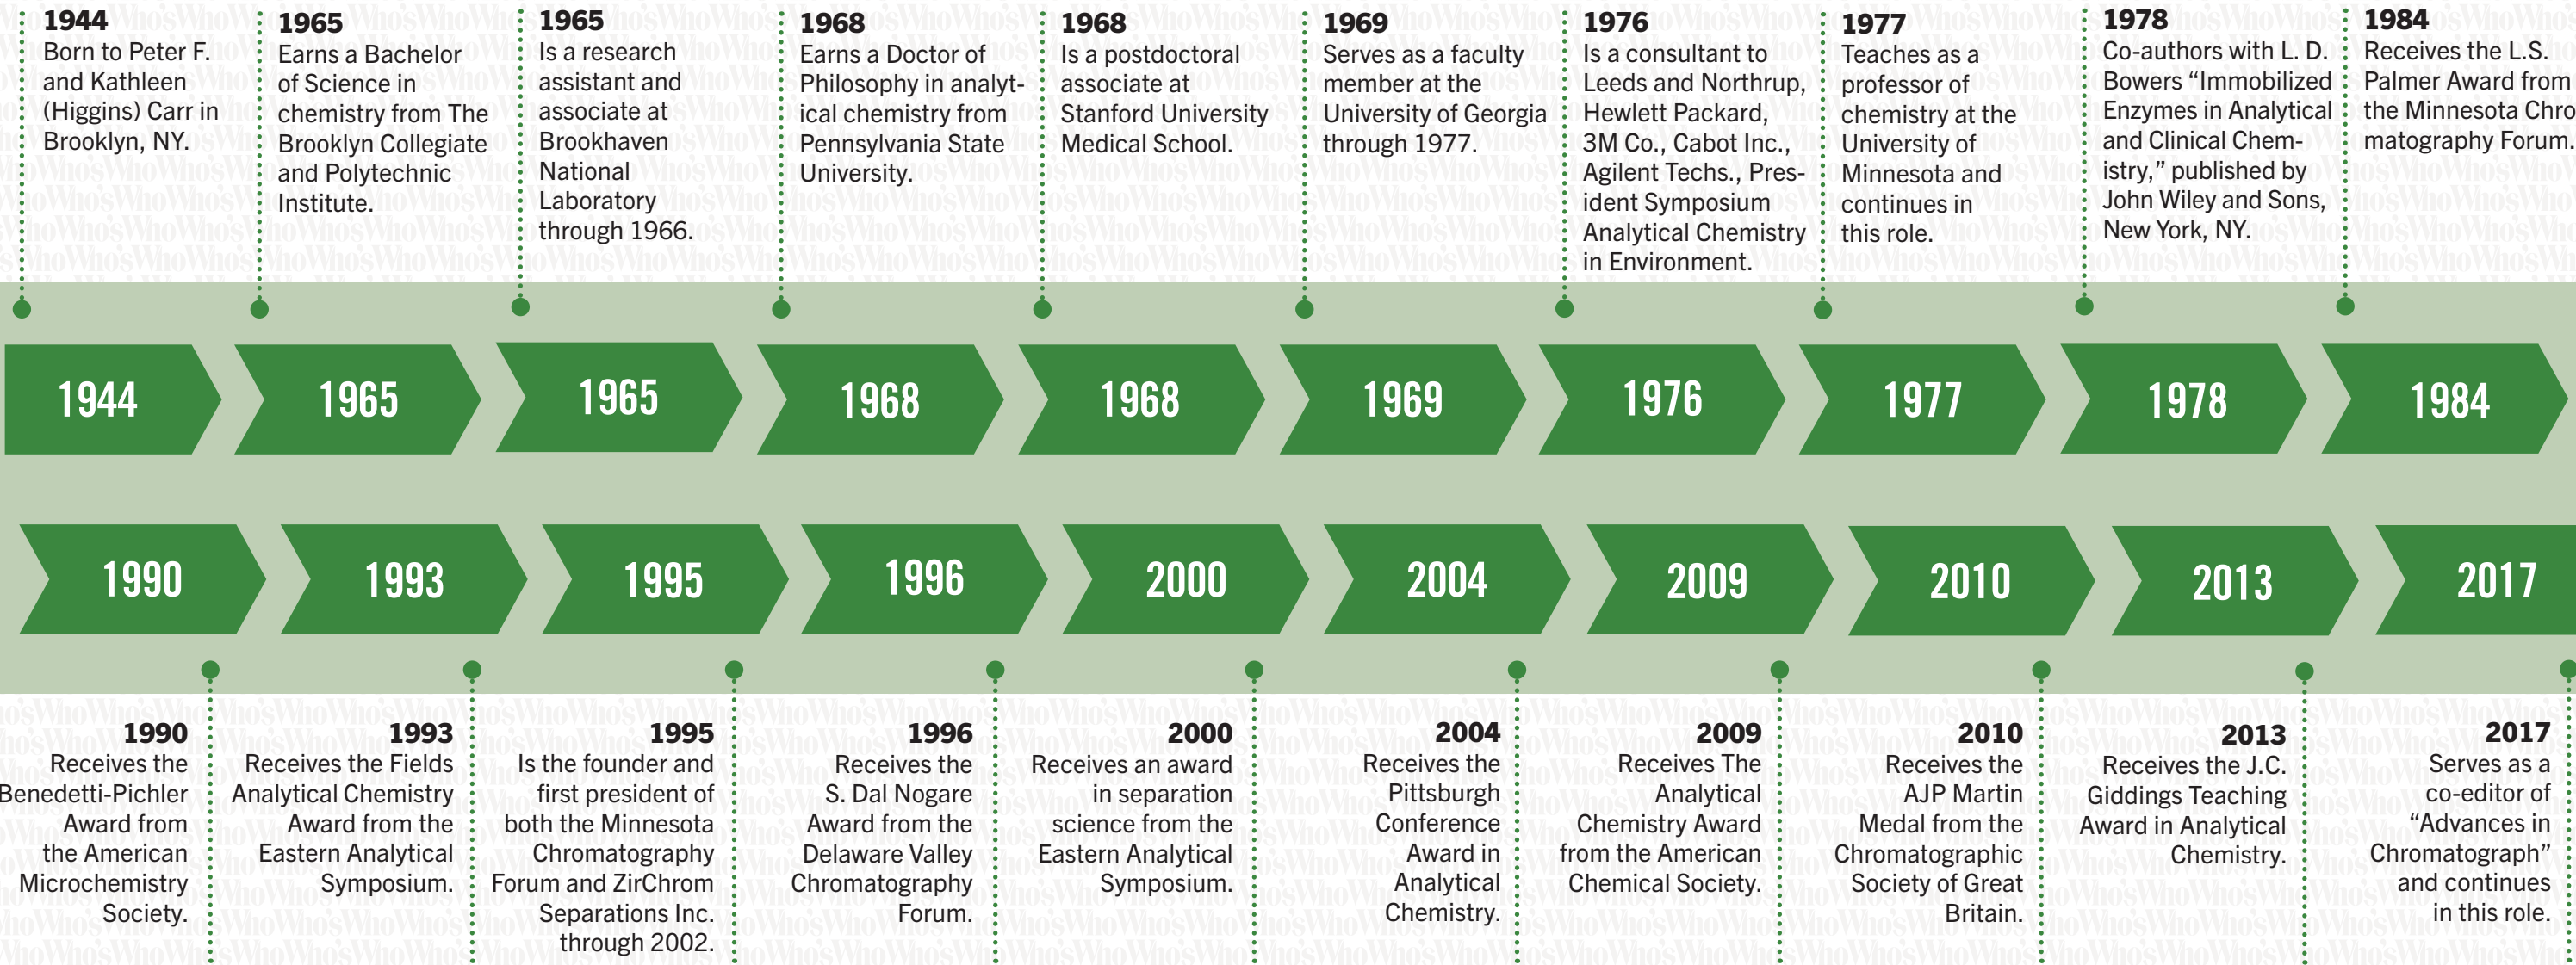 1944
Born to Peter F.
and Kathleen
(Higgins) Carr in
Brooklyn, NY.
1965
Earns a Bachelor
of Science in
chemistry from The
Brooklyn Collegiate
and Polytechnic
Institute.
1965
Is a research
assistant and
associate at
Brookhaven
National
Laboratory
through 1966.
1968
Earns a Doctor of
Philosophy in analyt-
ical chemistry from
Pennsylvania State
University.
1968
Is a postdoctoral
associate at
Stanford University
Medical School.
1969
Serves as a faculty
member at the
University of Georgia
through 1977.
1976
Is a consultant to
Leeds and Northrup,
Hewlett Packard,
3M Co., Cabot Inc.,
Agilent Techs., Pres-
ident Symposium
Analytical Chemistry
in Environment.
1977
Teaches as a
professor of
chemistry at the
University of
Minnesota and
continues in
this role.
1978
Co-authors with L. D.
Bowers “Immobilized
Enzymes in Analytical
and Clinical Chem-
istry,” published by
John Wiley and Sons,
New York, NY.
1984
Receives the L.S.
Palmer Award from
the Minnesota Chro
matography Forum.
1944
1965
1965
1968
1968
1969
1976
1977
1978
1984
1990
1993
1995
1996
2000
2004
2009
2010
2013
2017
1990
Receives the
Benedetti-Pichler
Award from
the American
Microchemistry
Society.
1993
Receives the Fields
Analytical Chemistry
Award from the
Eastern Analytical
Symposium.
1995
Is the founder and
first president of
both the Minnesota
Chromatography
Forum and ZirChrom
Separations Inc.
through 2002.
1996
Receives the
S. Dal Nogare
Award from the
Delaware Valley
Chromatography
Forum.
2000
Receives an award
in separation
science from the
Eastern Analytical
Symposium.
2004
Receives the
Pittsburgh
Conference
Award in
Analytical
Chemistry.
2009
Receives The
Analytical
Chemistry Award
from the American
Chemical Society.
2010
Receives the
AJP Martin
Medal from the
Chromatographic
Society of Great
Britain.
2013
Receives the J.C.
Giddings Teaching
Award in Analytical
Chemistry.
2017
Serves as a
co-editor of
“Advances in
Chromatograph”
and continues
in this role.